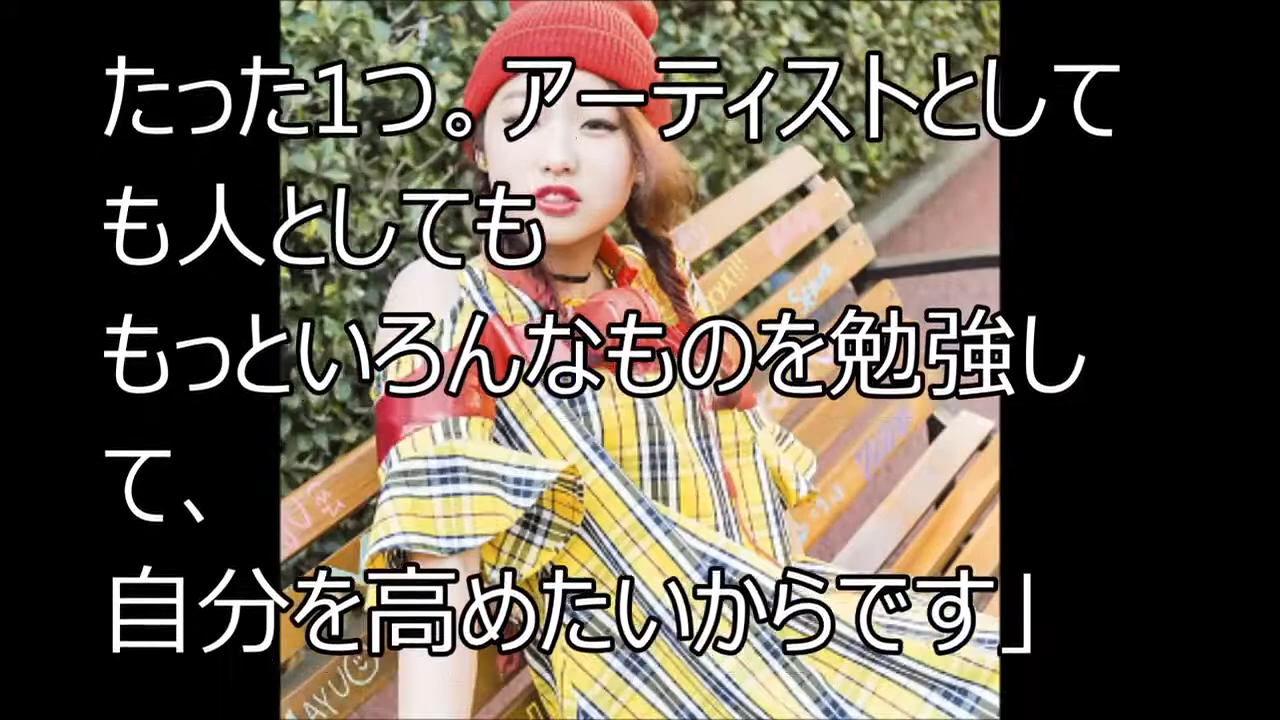 たった1つ。アーティストとして
も人としても
もっといろんなものを勉強し
て、
自分を高めたいからです」
AYU